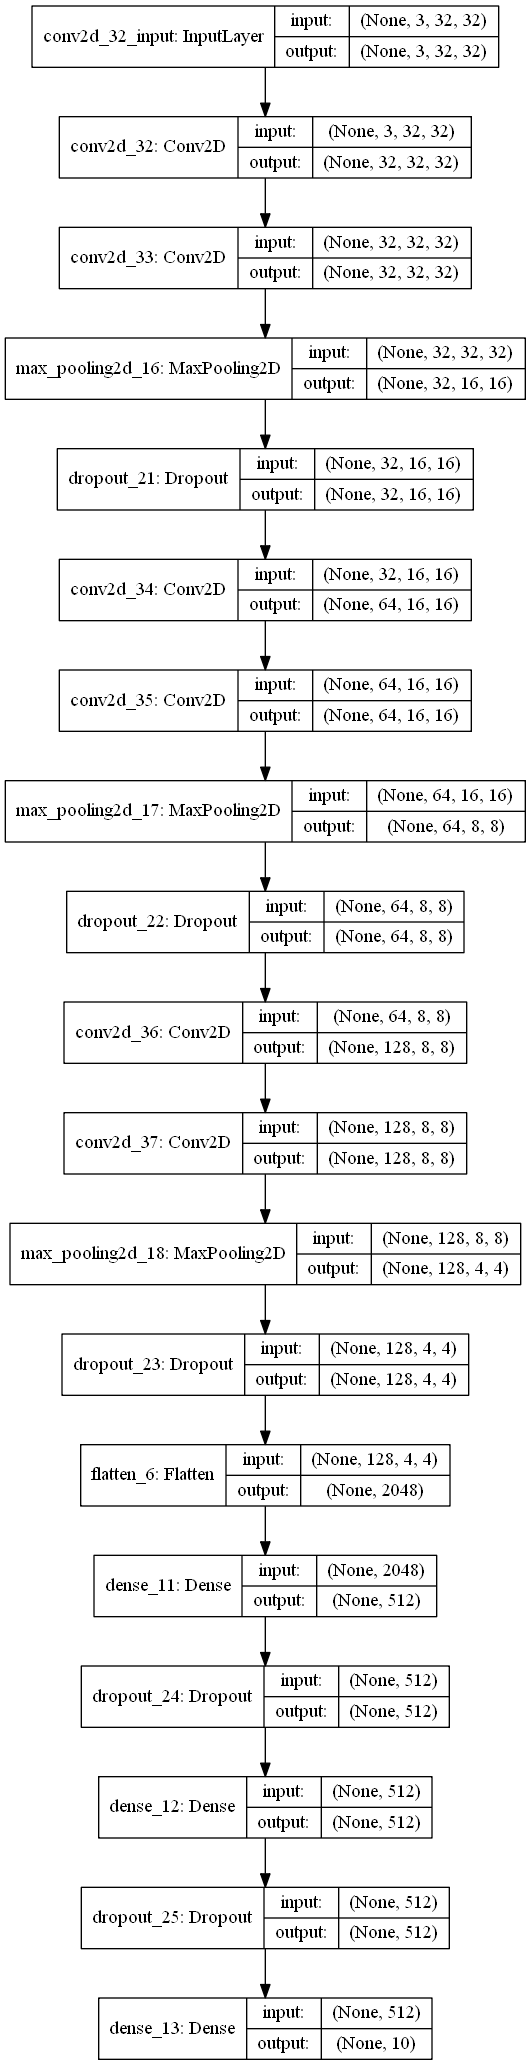 conv2d_32_input: InputLayer
input: (None, 3, 32, 32)
output: (None, 3, 32, 32)
conv2d_32: Conv2D
input: (None, 3, 32, 32)
output: (None, 32, 32, 32)
conv2d_33: Conv2D
input: (None, 32, 32, 32)
output: (None, 32, 32, 32)
max_pooling2d_16: MaxPooling2D
input: (None, 32, 32, 32)
output: (None, 32, 16, 16)
dropout_21: Dropout
input: (None, 32, 16, 16)
output: (None, 32, 16, 16)
conv2d_34: Conv2D
input: (None, 32, 16, 16)
output: (None, 64, 16, 16)
conv2d_35: Conv2D
input: (None, 64, 16, 16)
output: (None, 64, 16, 16)
max_pooling2d_17: MaxPooling2D
input: (None, 64, 16, 16)
output: (None, 64, 8, 8)
dropout_22: Dropout
input: (None, 64, 8, 8)
output: (None, 64, 8, 8)
conv2d_36: Conv2D
input: (None, 64, 8, 8)
output: (None, 128, 8, 8)
conv2d_37: Conv2D
input: (None, 128, 8, 8)
output: (None, 128, 8, 8)
max_pooling2d_18: MaxPooling2D
input: (None, 128, 8, 8)
output: (None, 128, 4, 4)
dropout_23: Dropout
input: (None, 128, 4, 4)
output: (None, 128, 4, 4)
flatten_6: Flatten
input: (None, 128, 4, 4)
output: (None, 2048)
dense_11: Dense
input: (None, 2048)
output: (None, 512)
dropout_24: Dropout
input: (None, 512)
output: (None, 512)
dense_12: Dense
input: (None, 512)
output: (None, 512)
dropout_25: Dropout
input: (None, 512)
output: (None, 512)
dense_13: Dense
input: (None, 512)
output: (None, 10)